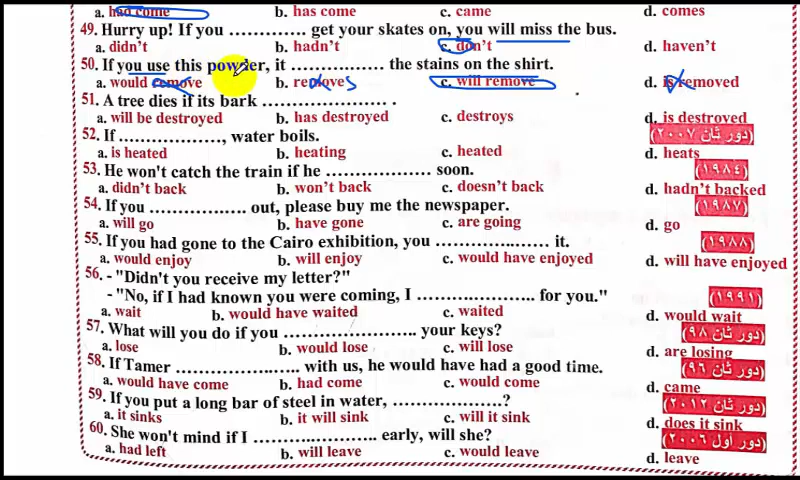 a. had come b. has come c. came d. comes
49. Hurry up! If you ………… get your skates on, you will miss the bus.
a. didn't b. hadn't c. don't d. haven't
50. If you use this powder, it …………… the stains on the shirt.
a. would remove b. removes c. will remove d. is removed
51. A tree dies if its bark ……………… .
a. will be destroyed b. has destroyed c. destroys d. is destroyed
(دور ثان ٢٠٠٧)
52. If ……………, water boils.
a. is heated b. heating c. heated d. heats
(١٩٨٤)
53. He won't catch the train if he ……………… soon.
a. didn't back b. won't back c. doesn't back d. hadn't backed
(١٩٨٧)
54. If you …………… out, please buy me the newspaper.
a. will go b. have gone c. are going d. go
(١٩٨٨)
55. If you had gone to the Cairo exhibition, you ………………… it.
a. would enjoy b. will enjoy c. would have enjoyed d. will have enjoyed
56. - "Didn't you receive my letter?"
- "No, if I had known you were coming, I ………………… for you."
(١٩٩١)
a. wait b. would have waited c. waited d. would wait
(دور ثان ٩٨)
57. What will you do if you ………………… your keys?
a. lose b. would lose c. will lose d. are losing
(دور ثان ٩٦)
58. If Tamer ………………… with us, he would have had a good time.
a. would have come b. had come c. would come d. came
(دور ثان ٢٠١٢)
59. If you put a long bar of steel in water, ………………?
a. it sinks b. it will sink c. will it sink d. does it sink
(دور اول ٢٠٠٦)
60. She won't mind if I ………………… early, will she?
a. had left b. will leave c. would leave d. leave